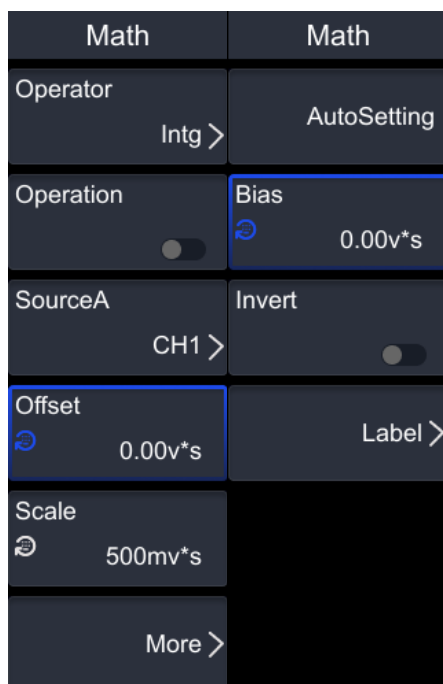 Math
Operator
Intg
Operation
SourceA
CH1
Offset
0.00v*s
Scale
500mv*s
More
Math
AutoSetting
Bias
0.00v*s
Invert
Label